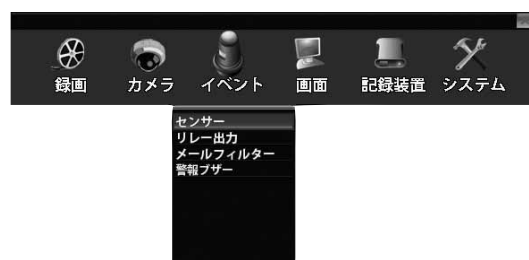 録画 カメラ イベント 画面 記録装置 システム
センサー
リレー出力
メールフィルター
警報ブザー